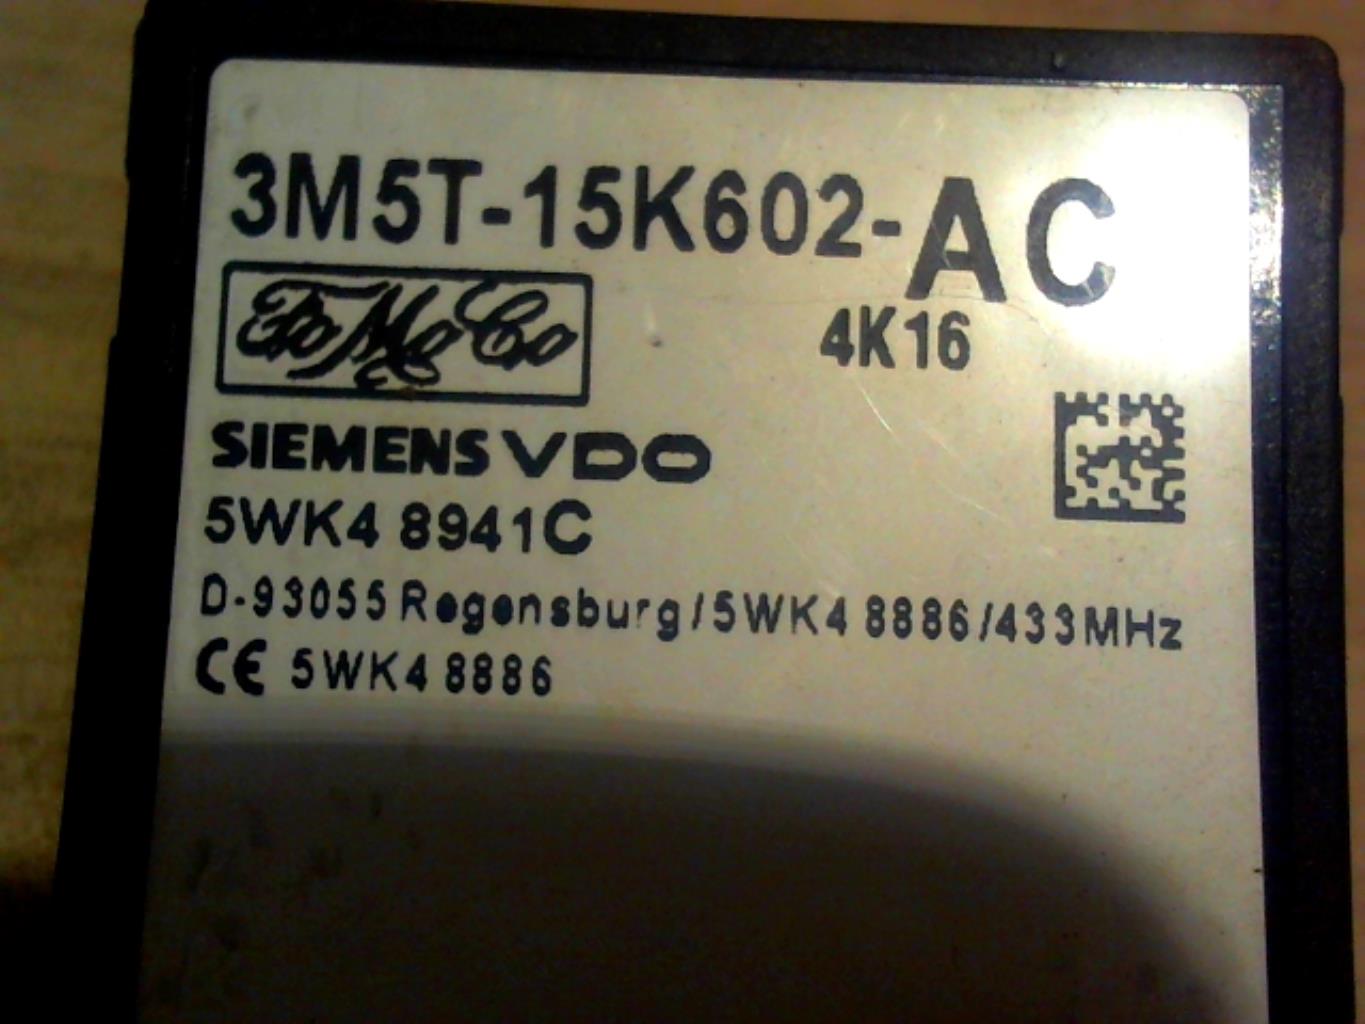 3M5T-15K602-AC
FoMoCo
4K16
SIEMENS VDO
5WK4 8941C
D-93055 Regensburg/5WK4 8886/433MHz
CE 5WK4 8886